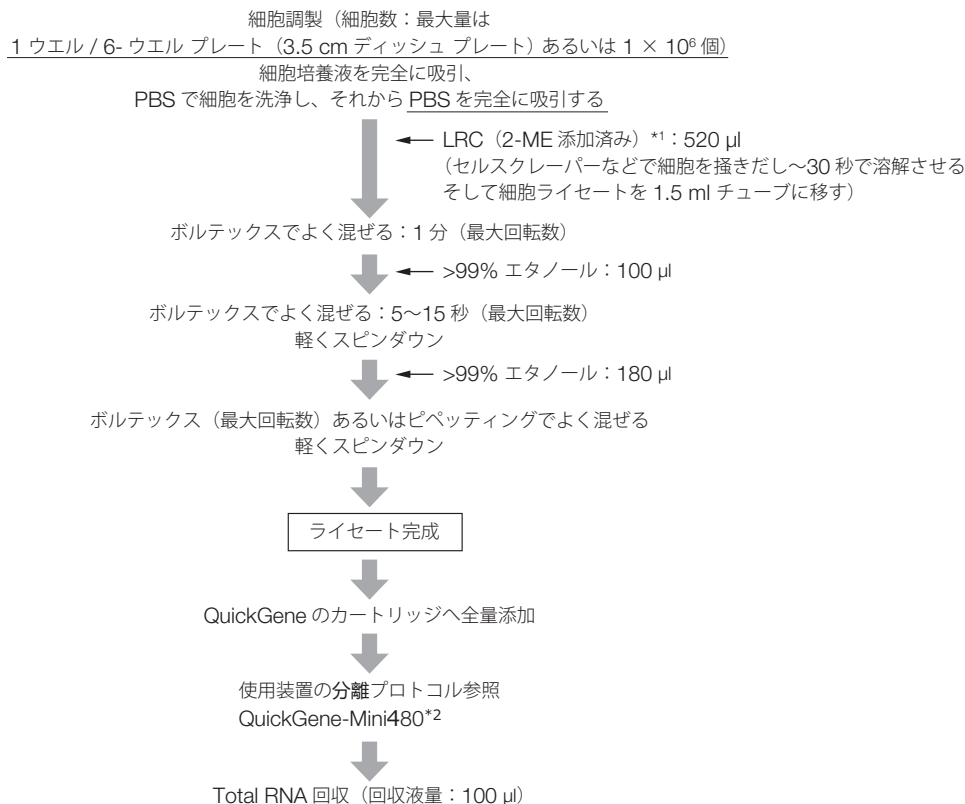 細胞調製（細胞数：最大量は
1 ウエル / 6- ウエル プレート（3.5 cm ディッシュ プレート）あるいは 1 × 10⁶ 個）
細胞培養液を完全に吸引、
PBS で細胞を洗浄し、それから PBS を完全に吸引する
LRC（2-ME 添加済み）*¹：520 µl
（セルスクレーパーなどで細胞を掻きだし～30 秒で溶解させる
そして細胞ライセートを 1.5 ml チューブに移す）
ボルテックスでよく混ぜる：1 分（最大回転数）
>99% エタノール：100 µl
ボルテックスでよく混ぜる：5～15 秒（最大回転数）
軽くスピンダウン
>99% エタノール：180 µl
ボルテックス（最大回転数）あるいはピペッティングでよく混ぜる
軽くスピンダウン
ライセート完成
QuickGene のカートリッジへ全量添加
使用装置の分離プロトコル参照
QuickGene-Mini480*²
Total RNA 回収（回収液量：100 µl）